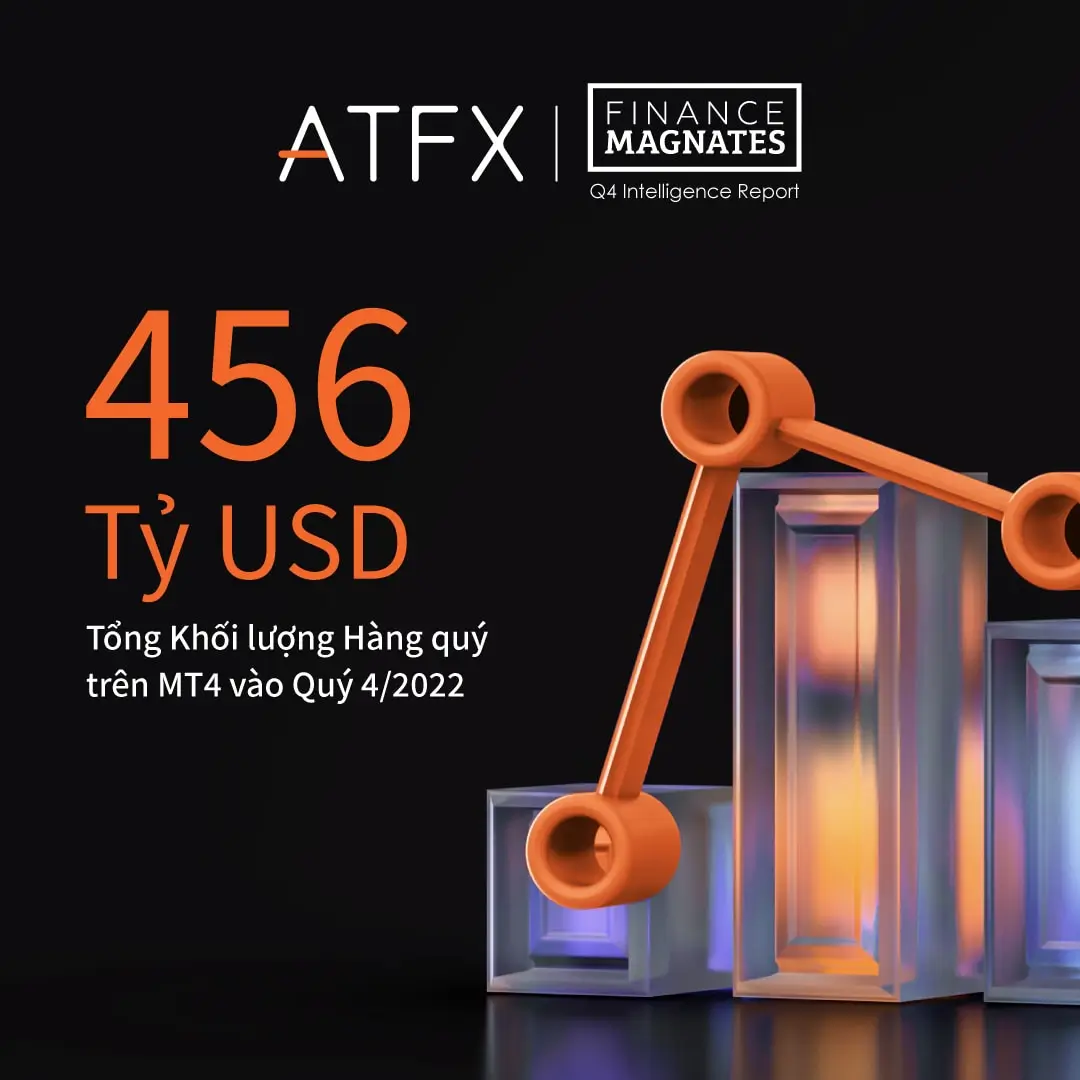 ATFX
FINANCE
MAGNATES
Q4 Intelligence Report
456
Tỷ USD
Tổng Khối lượng Hàng quý
trên MT4 vào Quý 4/2022